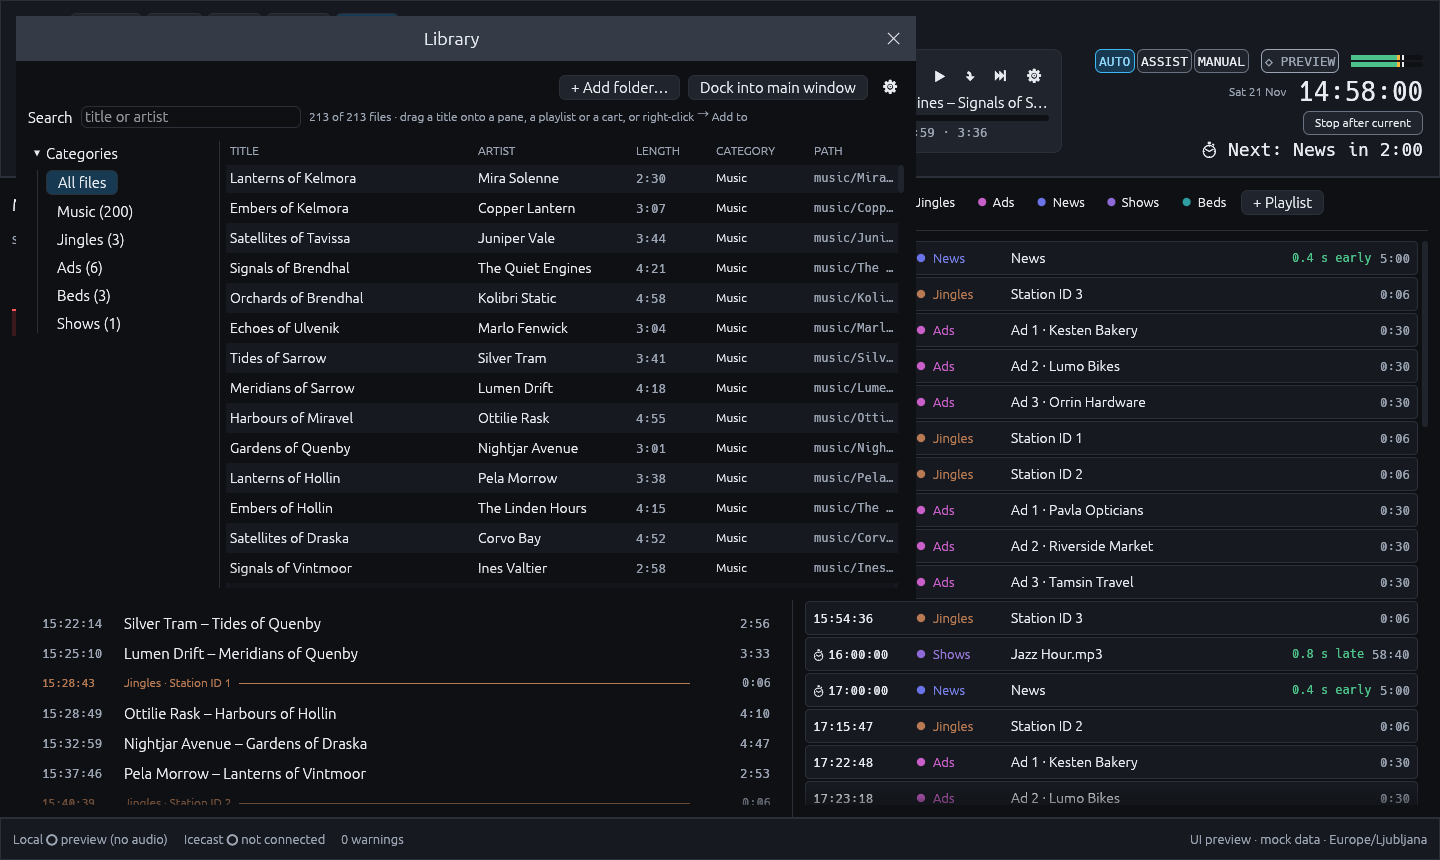 Library
+ Add folder…
Dock into main window
Search
title or artist
213 of 213 files · drag a title onto a pane, a playlist or a cart, or right-click → Add to
▾ Categories
All files
Music (200)
Jingles (3)
Ads (6)
Beds (3)
Shows (1)
TITLE ARTIST LENGTH CATEGORY PATH
Lanterns of Kelmora Mira Solenne 2:30 Music music/Mira…
Embers of Kelmora Copper Lantern 3:07 Music music/Copp…
Satellites of Tavissa Juniper Vale 3:44 Music music/Juni…
Signals of Brendhal The Quiet Engines 4:21 Music music/The …
Orchards of Brendhal Kolibri Static 4:58 Music music/Koli…
Echoes of Ulvenik Marlo Fenwick 3:04 Music music/Marl…
Tides of Sarrow Silver Tram 3:41 Music music/Silv…
Meridians of Sarrow Lumen Drift 4:18 Music music/Lume…
Harbours of Miravel Ottilie Rask 4:55 Music music/Otti…
Gardens of Quenby Nightjar Avenue 3:01 Music music/Nigh…
Lanterns of Hollin Pela Morrow 3:38 Music music/Pela…
Embers of Hollin The Linden Hours 4:15 Music music/The …
Satellites of Draska Corvo Bay 4:52 Music music/Corv…
Signals of Vintmoor Ines Valtier 2:58 Music music/Ines…
ines – Signals of S…
:59 · 3:36
AUTO ASSIST MANUAL ◇ PREVIEW
Sat 21 Nov 14:58:00
Stop after current
Next: News in 2:00
Jingles Ads News Shows Beds + Playlist
News News 0.4 s early 5:00
Jingles Station ID 3 0:06
Ads Ad 1 · Kesten Bakery 0:30
Ads Ad 2 · Lumo Bikes 0:30
Ads Ad 3 · Orrin Hardware 0:30
Jingles Station ID 1 0:06
Jingles Station ID 2 0:06
Ads Ad 1 · Pavla Opticians 0:30
Ads Ad 2 · Riverside Market 0:30
Ads Ad 3 · Tamsin Travel 0:30
15:54:36 Jingles Station ID 3 0:06
16:00:00 Shows Jazz Hour.mp3 0.8 s late 58:40
17:00:00 News News 0.4 s early 5:00
17:15:47 Jingles Station ID 2 0:06
17:22:48 Ads Ad 1 · Kesten Bakery 0:30
17:23:18 Ads Ad 2 · Lumo Bikes 0:30
15:22:14 Silver Tram – Tides of Quenby 2:56
15:25:10 Lumen Drift – Meridians of Quenby 3:33
15:28:43 Jingles · Station ID 1 0:06
15:28:49 Ottilie Rask – Harbours of Hollin 4:10
15:32:59 Nightjar Avenue – Gardens of Draska 4:47
15:37:46 Pela Morrow – Lanterns of Vintmoor 2:53
15:40:39 Jingles · Station ID 2 0:06
Local preview (no audio) Icecast not connected 0 warnings
UI preview · mock data · Europe/Ljubljana